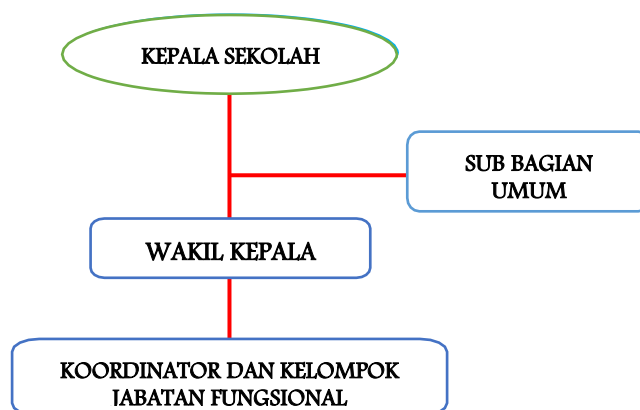 KEPALA SEKOLAH
SUB BAGIAN
UMUM
WAKIL KEPALA
KOORDINATOR DAN KELOMPOK
JABATAN FUNGSIONAL